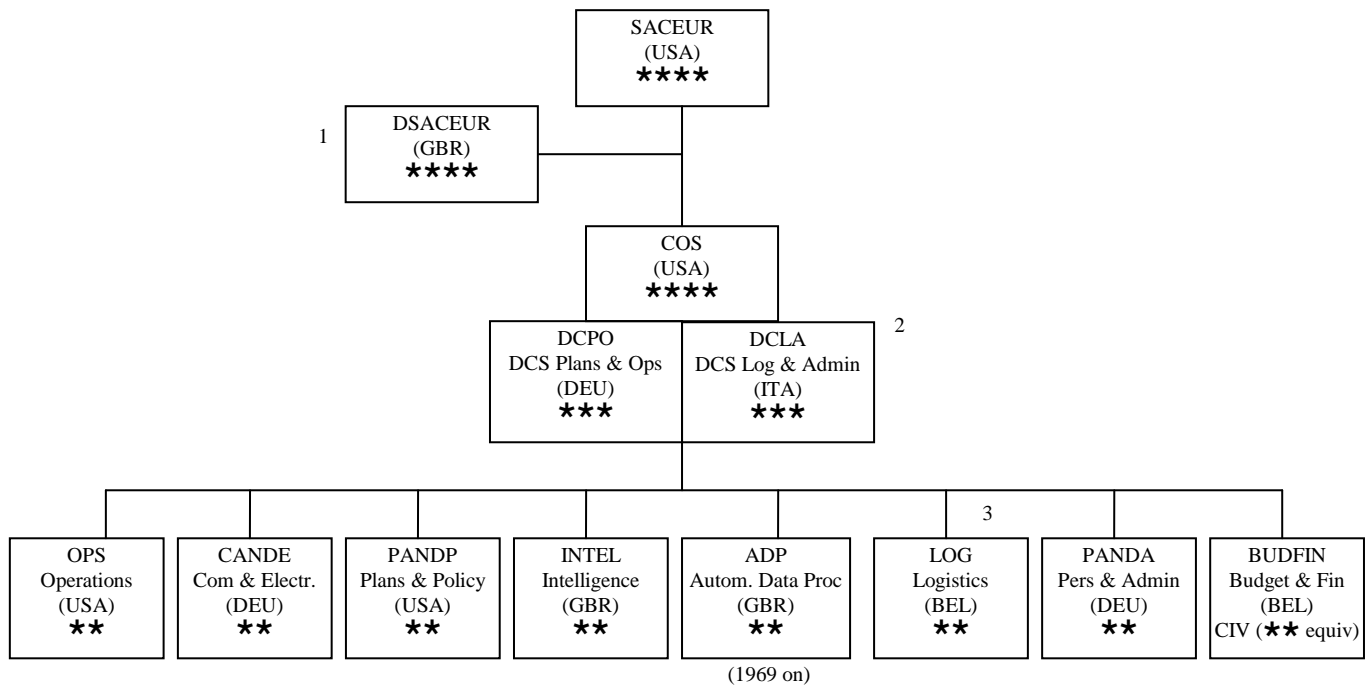 SACEUR
(USA)
★★★★
1
DSACEUR
(GBR)
★★★★
COS
(USA)
★★★★
2
DCPO
DCS Plans & Ops
(DEU)
★★★
DCLA
DCS Log & Admin
(ITA)
★★★
3
OPS
Operations
(USA)
★★
CANDE
Com & Electr.
(DEU)
★★
PANDP
Plans & Policy
(USA)
★★
INTEL
Intelligence
(GBR)
★★
ADP
Autom. Data Proc
(GBR)
★★
(1969 on)
LOG
Logistics
(BEL)
★★
PANDA
Pers & Admin
(DEU)
★★
BUDFIN
Budget & Fin
(BEL)
CIV (★★ equiv)